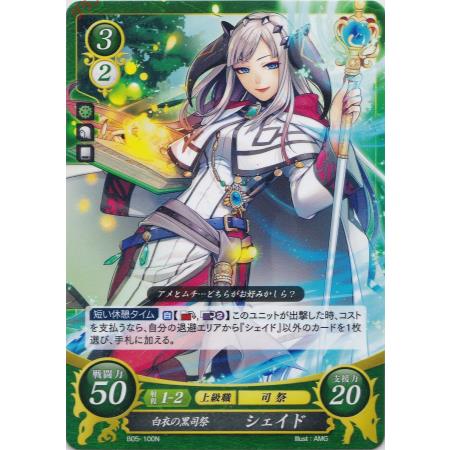 3
2
アメとムチ…どちらがお好みかしら？
短い休憩タイム 自【 、 2】このユニットが出撃した時、コスト
を支払うなら、自分の退避エリアから『シェイド』以外のカードを1枚
選び、手札に加える。
戦闘力
50
射程 1-2
上級職
司祭
支援力
20
白衣の黒司祭 シェイド
B05-100N
Illust：AMG